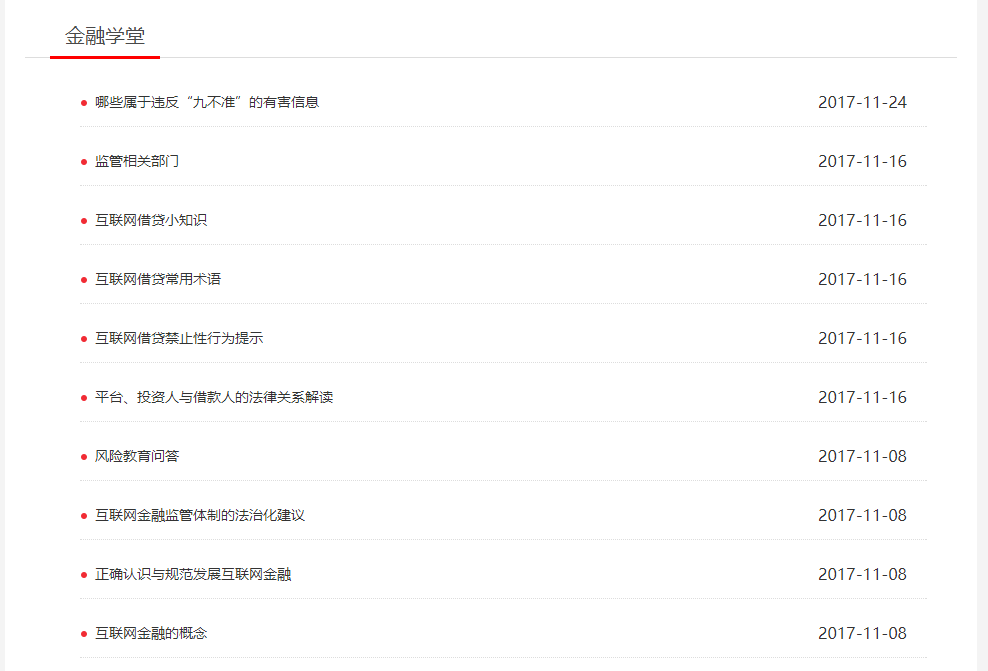 金融学堂
哪些属于违反“九不准”的有害信息 2017-11-24
监管相关部门 2017-11-16
互联网借贷小知识 2017-11-16
互联网借贷常用术语 2017-11-16
互联网借贷禁止性行为提示 2017-11-16
平台、投资人与借款人的法律关系解读 2017-11-16
风险教育问答 2017-11-08
互联网金融监管体制的法治化建议 2017-11-08
正确认识与规范发展互联网金融 2017-11-08
互联网金融的概念 2017-11-08